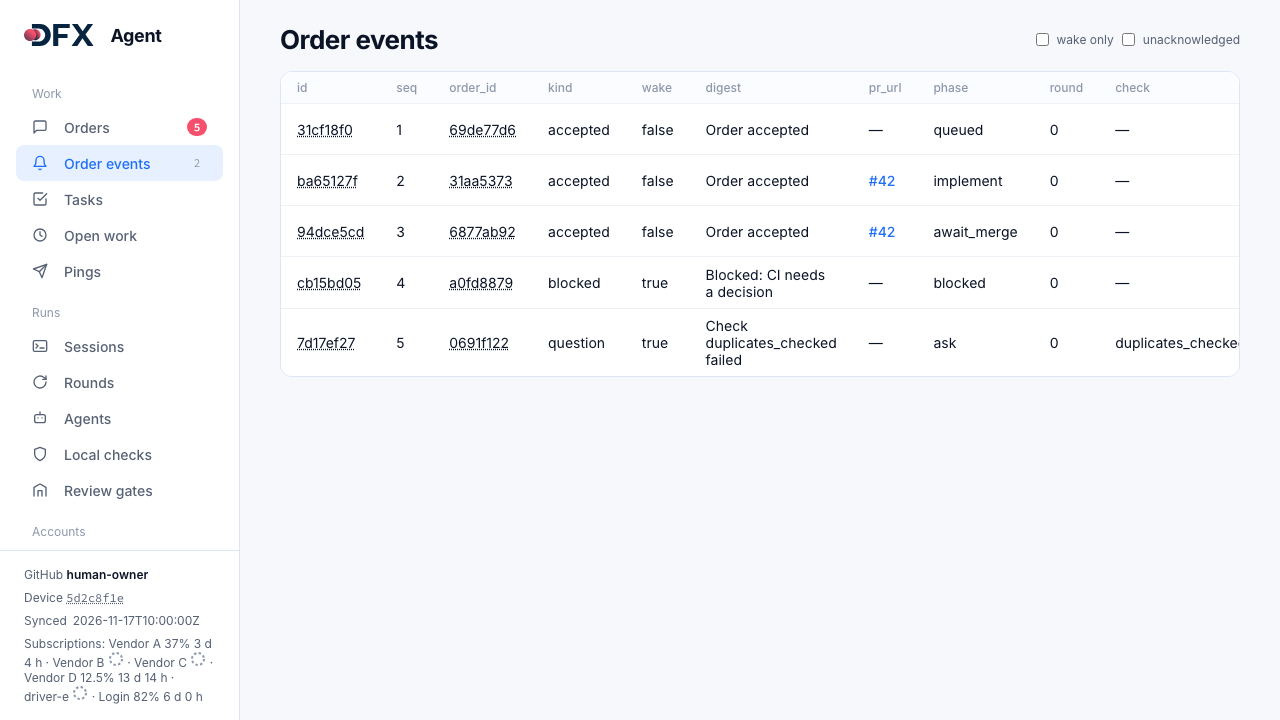 DFX Agent
Work
Orders 5
Order events 2
Tasks
Open work
Pings
Runs
Sessions
Rounds
Agents
Local checks
Review gates
Accounts
GitHub human-owner
Device 5d2c8f1e
Synced 2026-11-17T10:00:00Z
Subscriptions: Vendor A 37% 3 d
4 h · Vendor B · Vendor C ·
Vendor D 12.5% 13 d 14 h ·
driver-e · Login 82% 6 d 0 h
Order events
wake only unacknowledged
id seq order_id kind wake digest pr_url phase round check
31cf18f0 1 69de77d6 accepted false Order accepted — queued 0 —
ba65127f 2 31aa5373 accepted false Order accepted #42 implement 0 —
94dce5cd 3 6877ab92 accepted false Order accepted #42 await_merge 0 —
cb15bd05 4 a0fd8879 blocked true Blocked: CI needs
a decision — blocked 0 —
7d17ef27 5 0691f122 question true Check
duplicates_checked
failed — ask 0 duplicates_checke